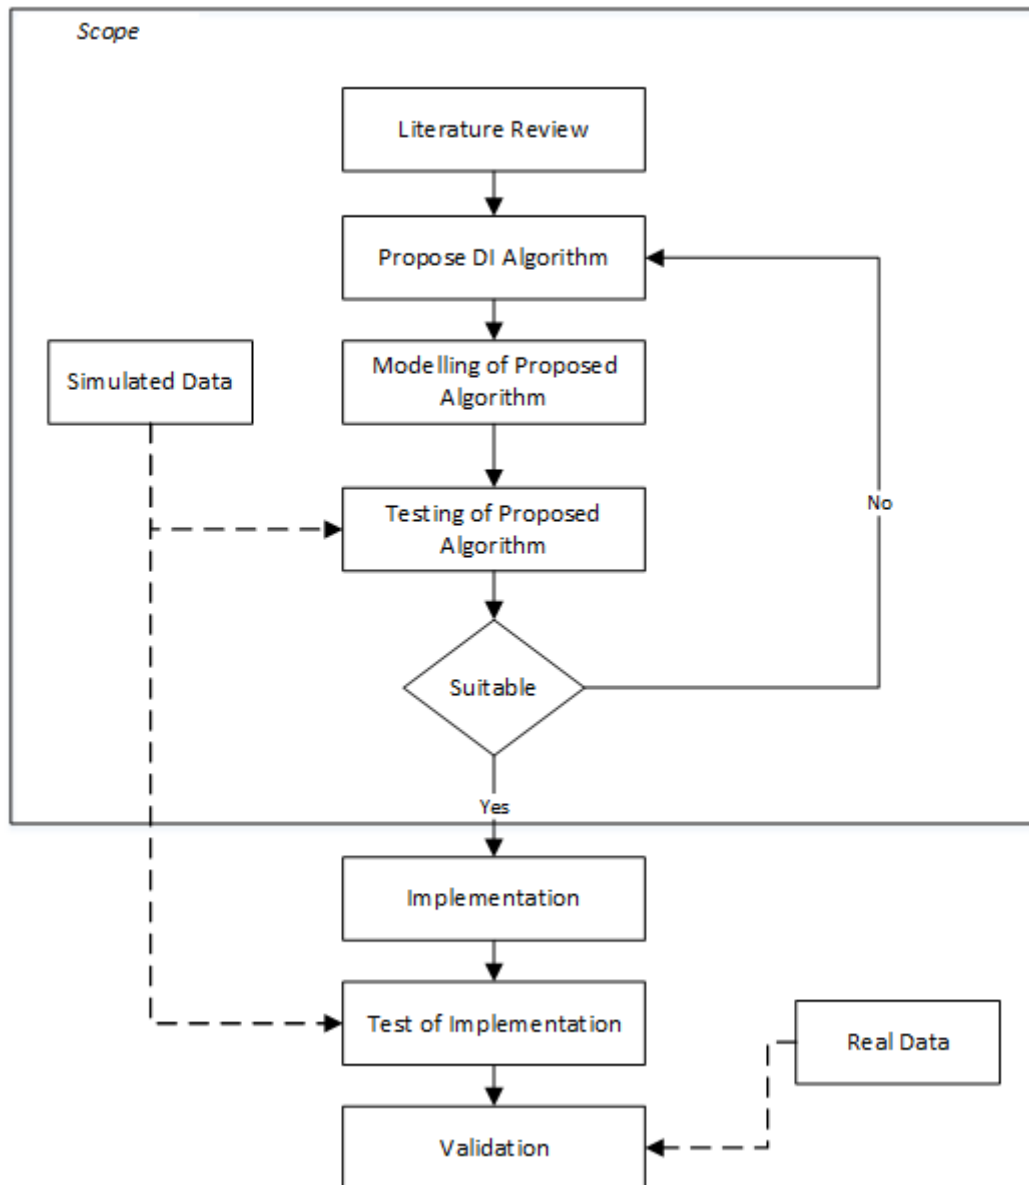 Scope
Literature Review
Propose DI Algorithm
Simulated Data
Modelling of Proposed
Algorithm
Testing of Proposed
Algorithm
No
Suitable
Yes
Implementation
Test of Implementation
Real Data
Validation